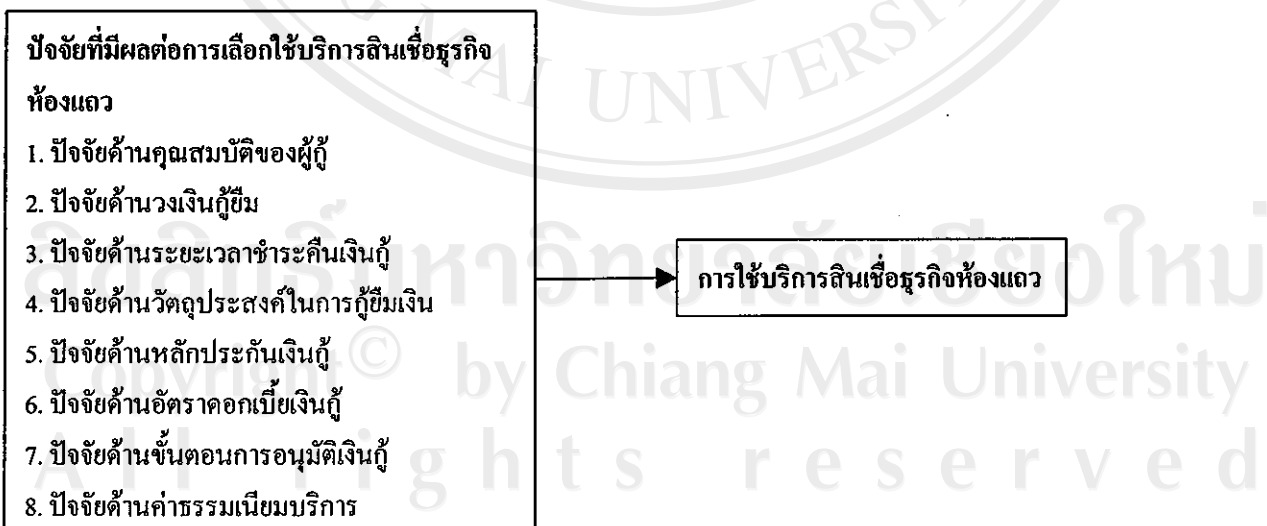 MAI UNIVERSI
ปัจจัยที่มีผลต่อการเลือกใช้บริการสินเชื่อธุรกิจ
ห้องแถว
1. ปัจจัยด้านคุณสมบัติของผู้กู้
2. ปัจจัยด้านวงเงินกู้ยืม
3. ปัจจัยด้านระยะเวลาชำระคืนเงินกู้
4. ปัจจัยด้านวัตถุประสงค์ในการกู้ยืมเงิน
5. ปัจจัยด้านหลักประกันเงินกู้
6. ปัจจัยด้านอัตราดอกเบี้ยเงินกู้
7. ปัจจัยด้านขั้นตอนการอนุมัติเงินกู้
8. ปัจจัยด้านค่าธรรมเนียมบริการ
การใช้บริการสินเชื่อธุรกิจห้องแถว
ลิขสิทธิ์มหาวิทยาลัยเชียงใหม่
Copyright© by Chiang Mai University
All rights reserved